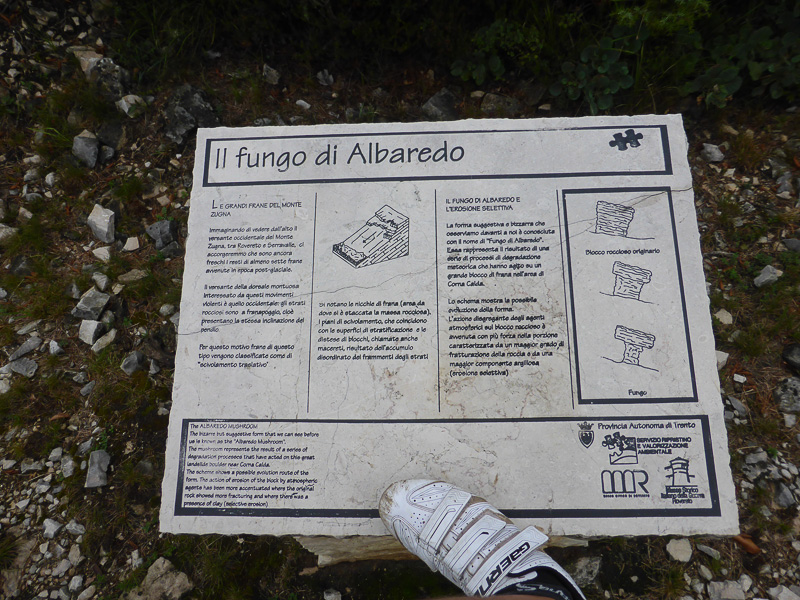 Il fungo di Albaredo
LE GRANDI FRANE DEL MONTE
ZUGNA
Immaginando di vedere dall'alto il
versante occidentale del Monte
Zugna, tra Rovereto e Serravalle, ci
accorgeremmo che sono ancora
freschi i resti di almeno sette frane
avvenute in epoca post-glaciale.
Il versante della dorsale montuosa
interessato da questi movimenti
violenti è quello occidentale: gli strati
rocciosi sono a franapoggio, cioè
presentano la stessa inclinazione del
pendio.
Per questo motivo frane di questo
tipo vengono classificate come di
"scivolamento traslativo"
Si notano le nicchie di frana (area da
dove si è staccata la massa rocciosa),
i piani di scivolamento, che coincidono
con le superfici di stratificazione e le
distese di blocchi, chiamata anche
macereti, risultato dell'accumulo
disordinato dei frammenti degli strati
IL FUNGO DI ALBAREDO E
L'EROSIONE SELETTIVA
La forma suggestiva e bizzarra che
osserviamo davanti a noi è conosciuta
con il nome di "Fungo di Albaredo".
Essa rappresenta il risultato di una
serie di processi di degradazione
meteorica che hanno agito su un
grande blocco di frana nell'area di
Corna Calda.
Lo schema mostra la possibile
evoluzione della forma.
L'azione disgregante degli agenti
atmosferici sul blocco roccioso è
avvenuta con più forza nella porzione
caratterizzata da un maggior grado di
fratturazione della roccia e da una
maggior componente argillosa
(erosione selettiva)
Blocco roccioso originario
Fungo
The ALBAREDO MUSHROOM
The bizarre but suggestive form that we can see before
us is known as the "Albaredo Mushroom".
The mushroom represents the result of a series of
degradation processes that have acted on this great
landslide boulder near Corna Calda.
The scheme shows a possible evolution route of the
form. The action of erosion of the block by atmospheric
agents has been more accentuated where the original
rock showed more fracturing and where there was a
presence of clay (selective erosion)
Provincia Autonoma di Trento
SERVIZIO RIPRISTINO
E VALORIZZAZIONE
AMBIENTALE
Museo Storico
Italiano della Guerra
Rovereto
GAERNE